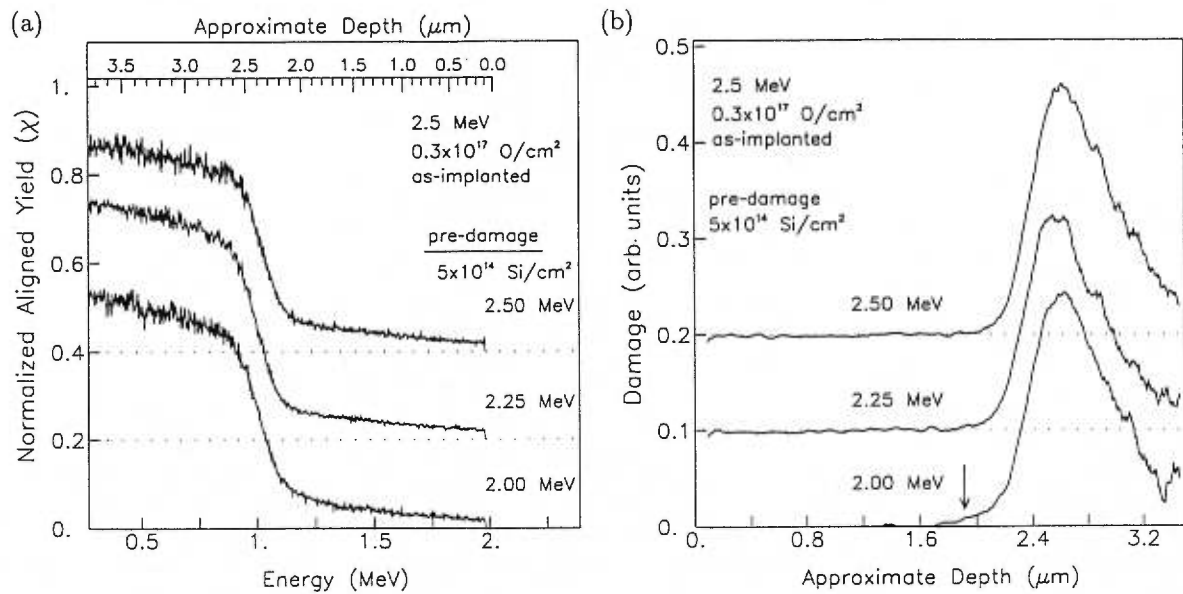 (a)
Approximate Depth (μm)
3.5 3.0 2.5 2.0 1.5 1.0 0.5 0.0
Normalized Aligned Yield (χ)
1.
0.8
0.6
0.4
0.2
0.
2.5 MeV
0.3x10¹⁷ O/cm²
as-implanted
pre-damage
5x10¹⁴ Si/cm²
2.50 MeV
2.25 MeV
2.00 MeV
0.5 1. 1.5 2.
Energy (MeV)
(b)
Damage (arb. units)
0.5
0.4
0.3
0.2
0.1
0.
2.5 MeV
0.3x10¹⁷ O/cm²
as-implanted
pre-damage
5x10¹⁴ Si/cm²
2.50 MeV
2.25 MeV
2.00 MeV
0. 0.8 1.6 2.4 3.2
Approximate Depth (μm)